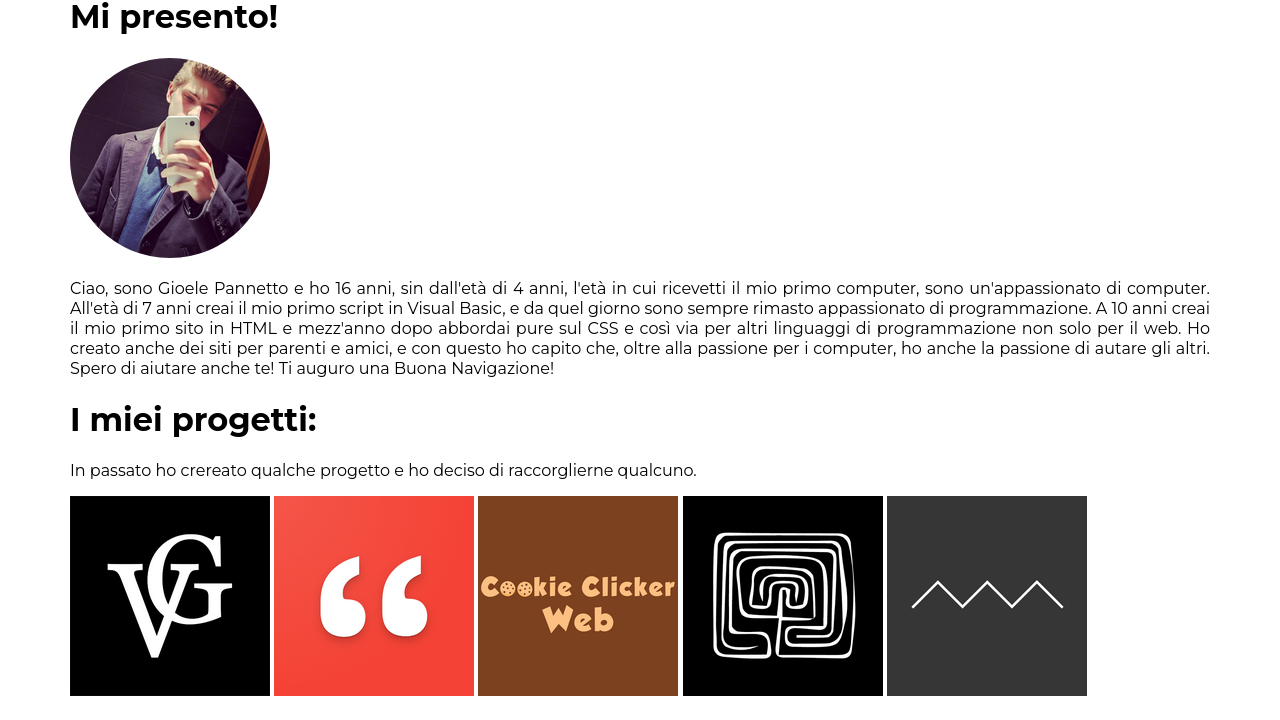 Mi presento!
Ciao, sono Gioele Pannetto e ho 16 anni, sin dall'età di 4 anni, l'età in cui ricevetti il mio primo computer, sono un'appassionato di computer.
All'età di 7 anni creai il mio primo script in Visual Basic, e da quel giorno sono sempre rimasto appassionato di programmazione. A 10 anni creai
il mio primo sito in HTML e mezz'anno dopo abbordai pure sul CSS e così via per altri linguaggi di programmazione non solo per il web. Ho
creato anche dei siti per parenti e amici, e con questo ho capito che, oltre alla passione per i computer, ho anche la passione di autare gli altri.
Spero di aiutare anche te! Ti auguro una Buona Navigazione!
I miei progetti:
In passato ho crereato qualche progetto e ho deciso di raccorglierne qualcuno.
VG
“
Cookie Clicker
Web